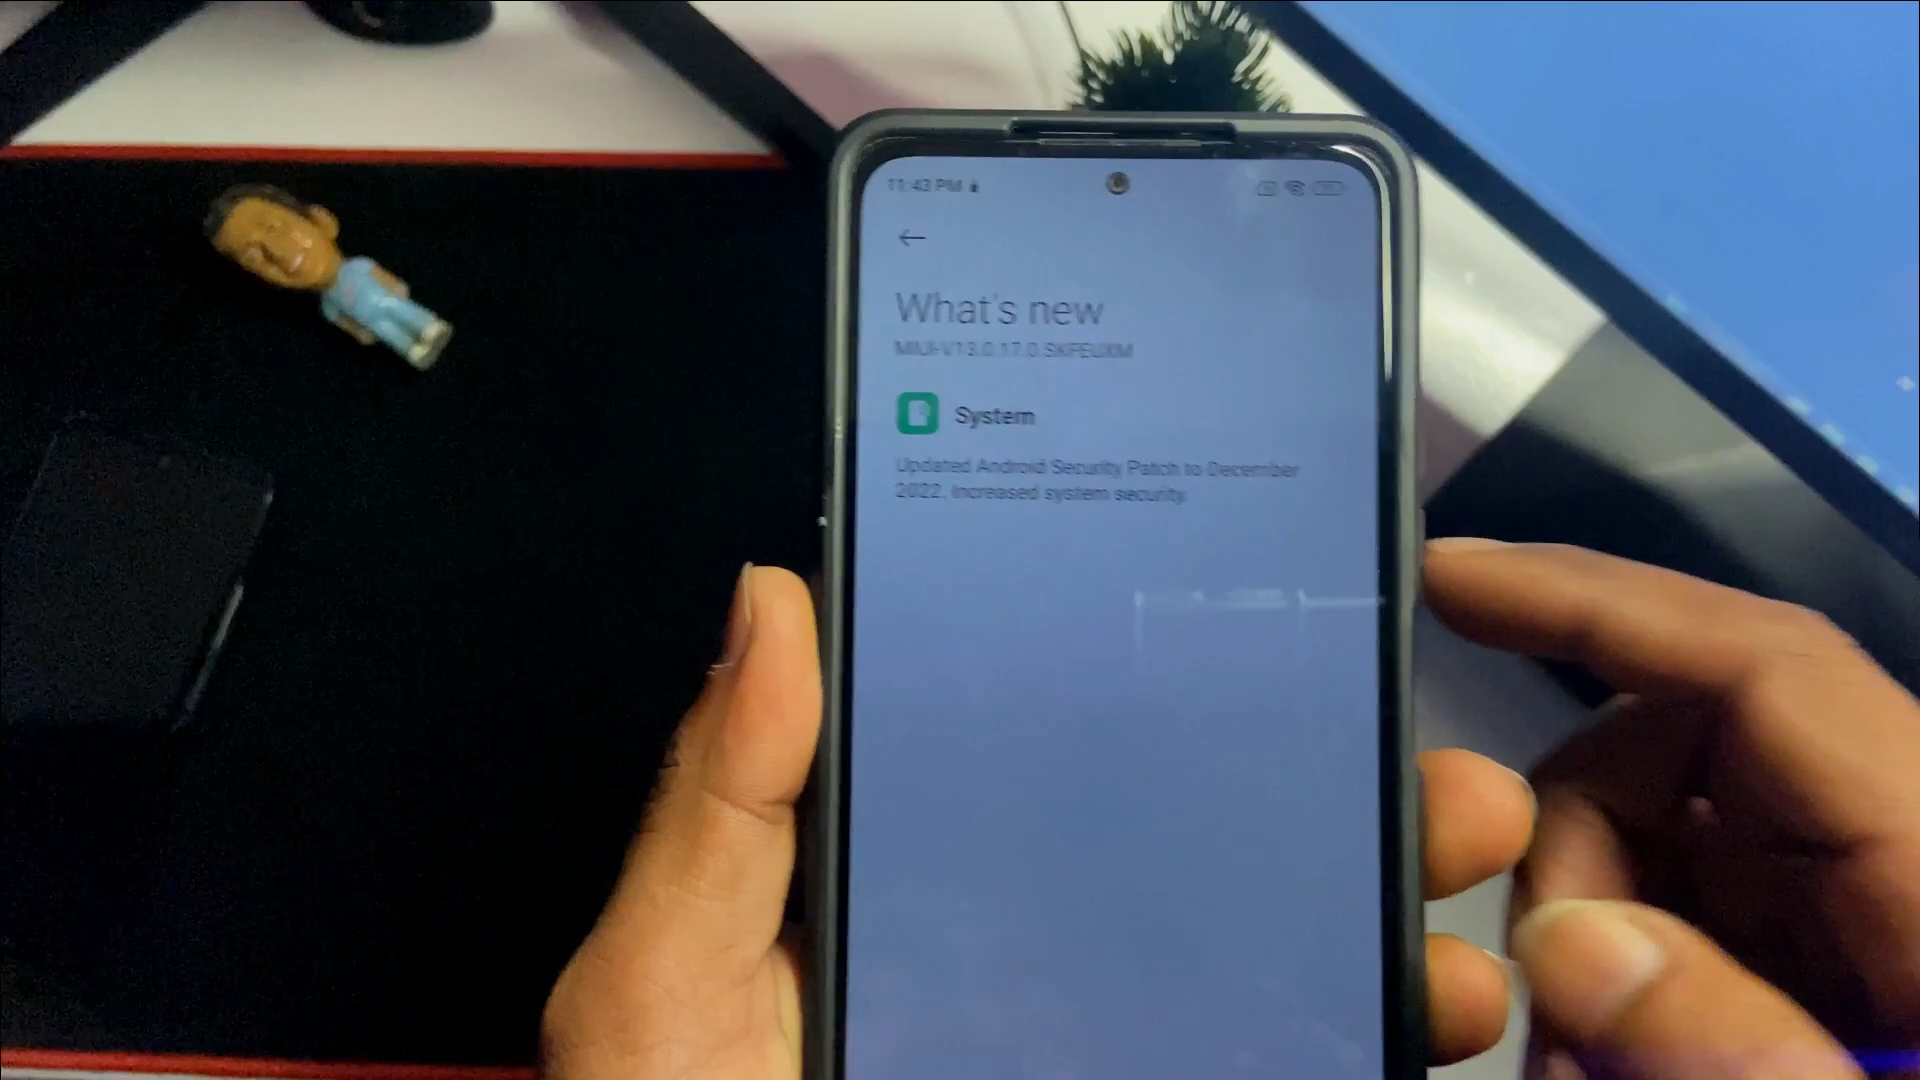 11:43 PM
What's new
MIUI-V13.0.17.0.SKFEUXM
System
Updated Android Security Patch to December
2022. Increased system security.